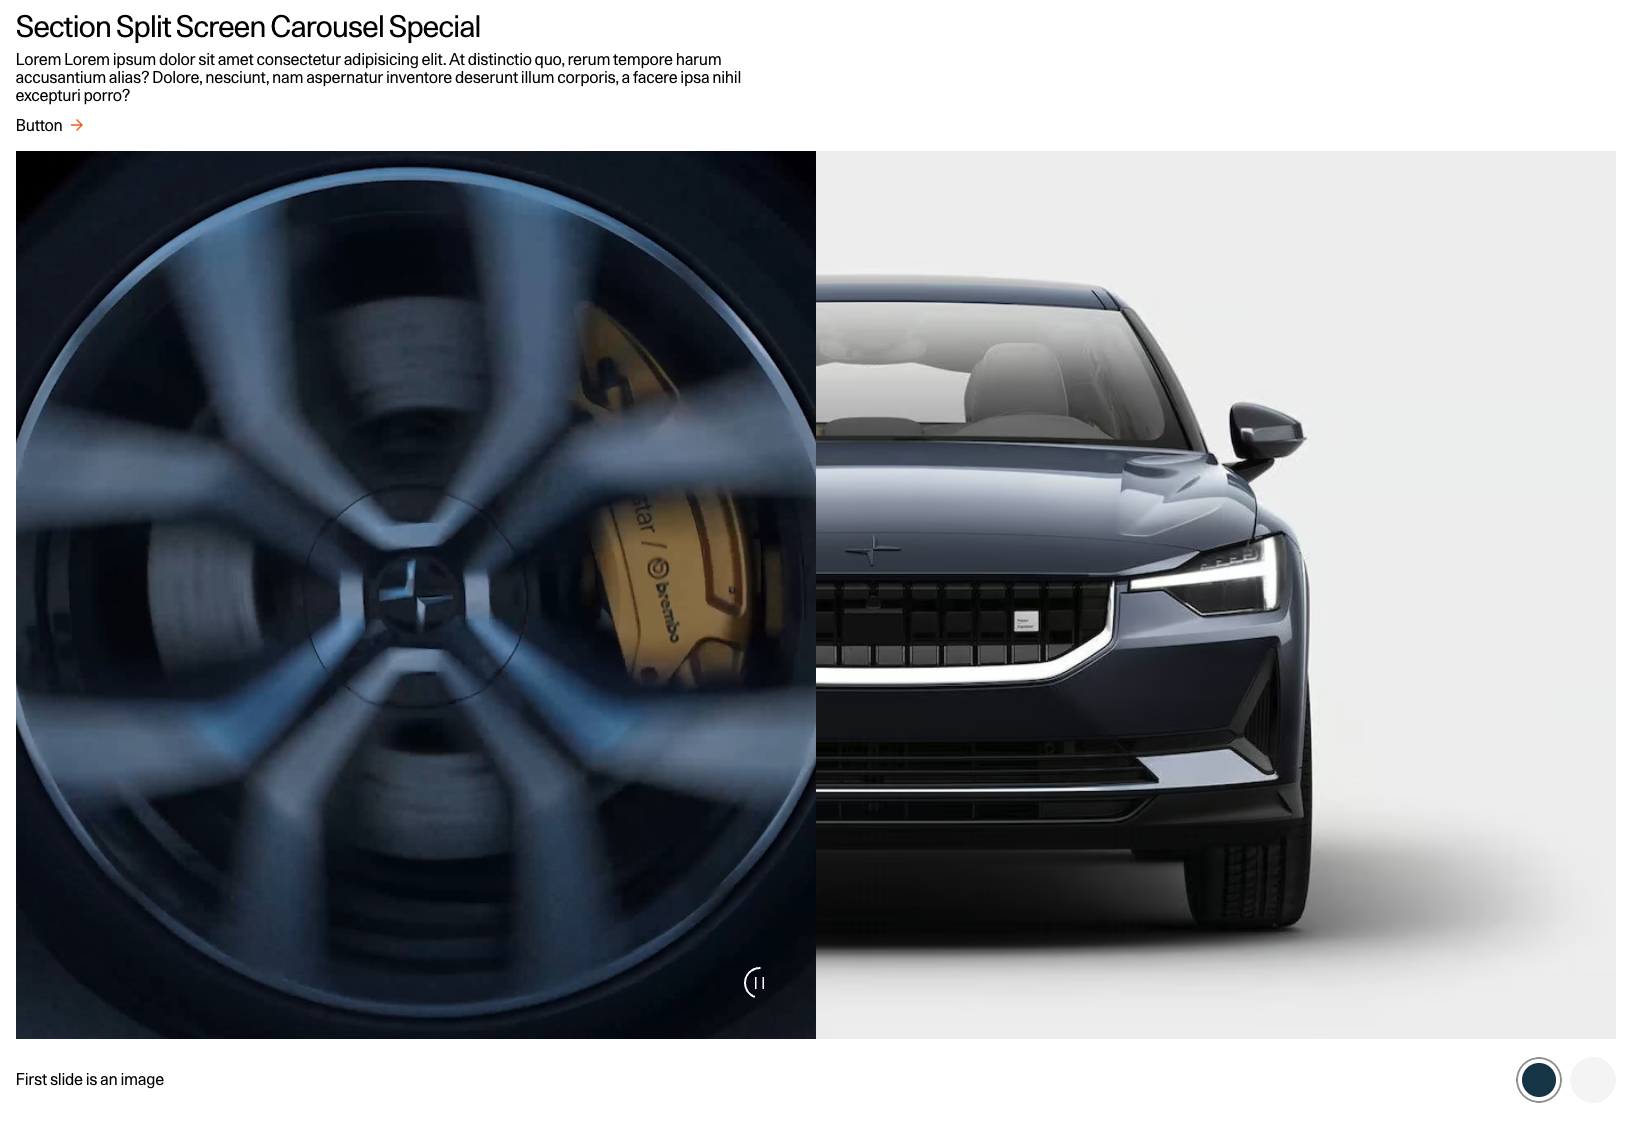 Section Split Screen Carousel Special
Lorem Lorem ipsum dolor sit amet consectetur adipisicing elit. At distinctio quo, rerum tempore harum
accusantium alias? Dolore, nesciunt, nam aspernatur inventore deserunt illum corporis, a facere ipsa nihil
excepturi porro?
Button
star / brembo
First slide is an image